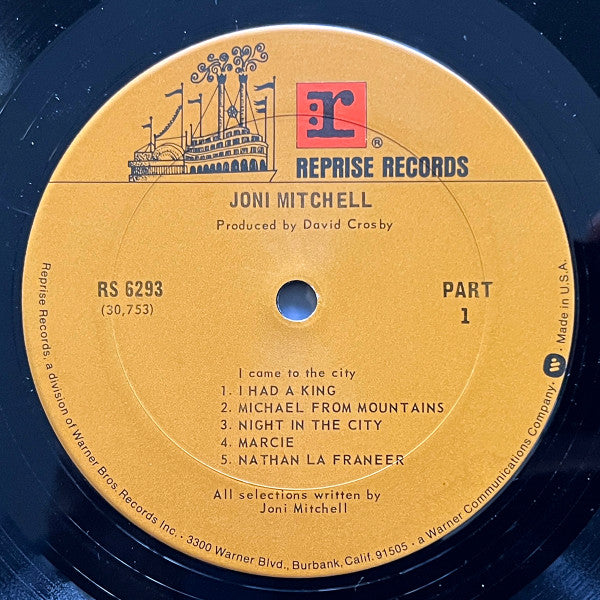 r
®
REPRISE RECORDS
JONI MITCHELL
Produced by David Crosby
RS 6293
(30,753)
PART
1
I came to the city
1. I HAD A KING
2. MICHAEL FROM MOUNTAINS
3. NIGHT IN THE CITY
4. MARCIE
5. NATHAN LA FRANEER
All selections written by
Joni Mitchell
Reprise Records, a division of Warner Bros Records Inc. · 3300 Warner Blvd., Burbank, Calif. 91505 · a Warner Communications Company · Made in U.S.A.